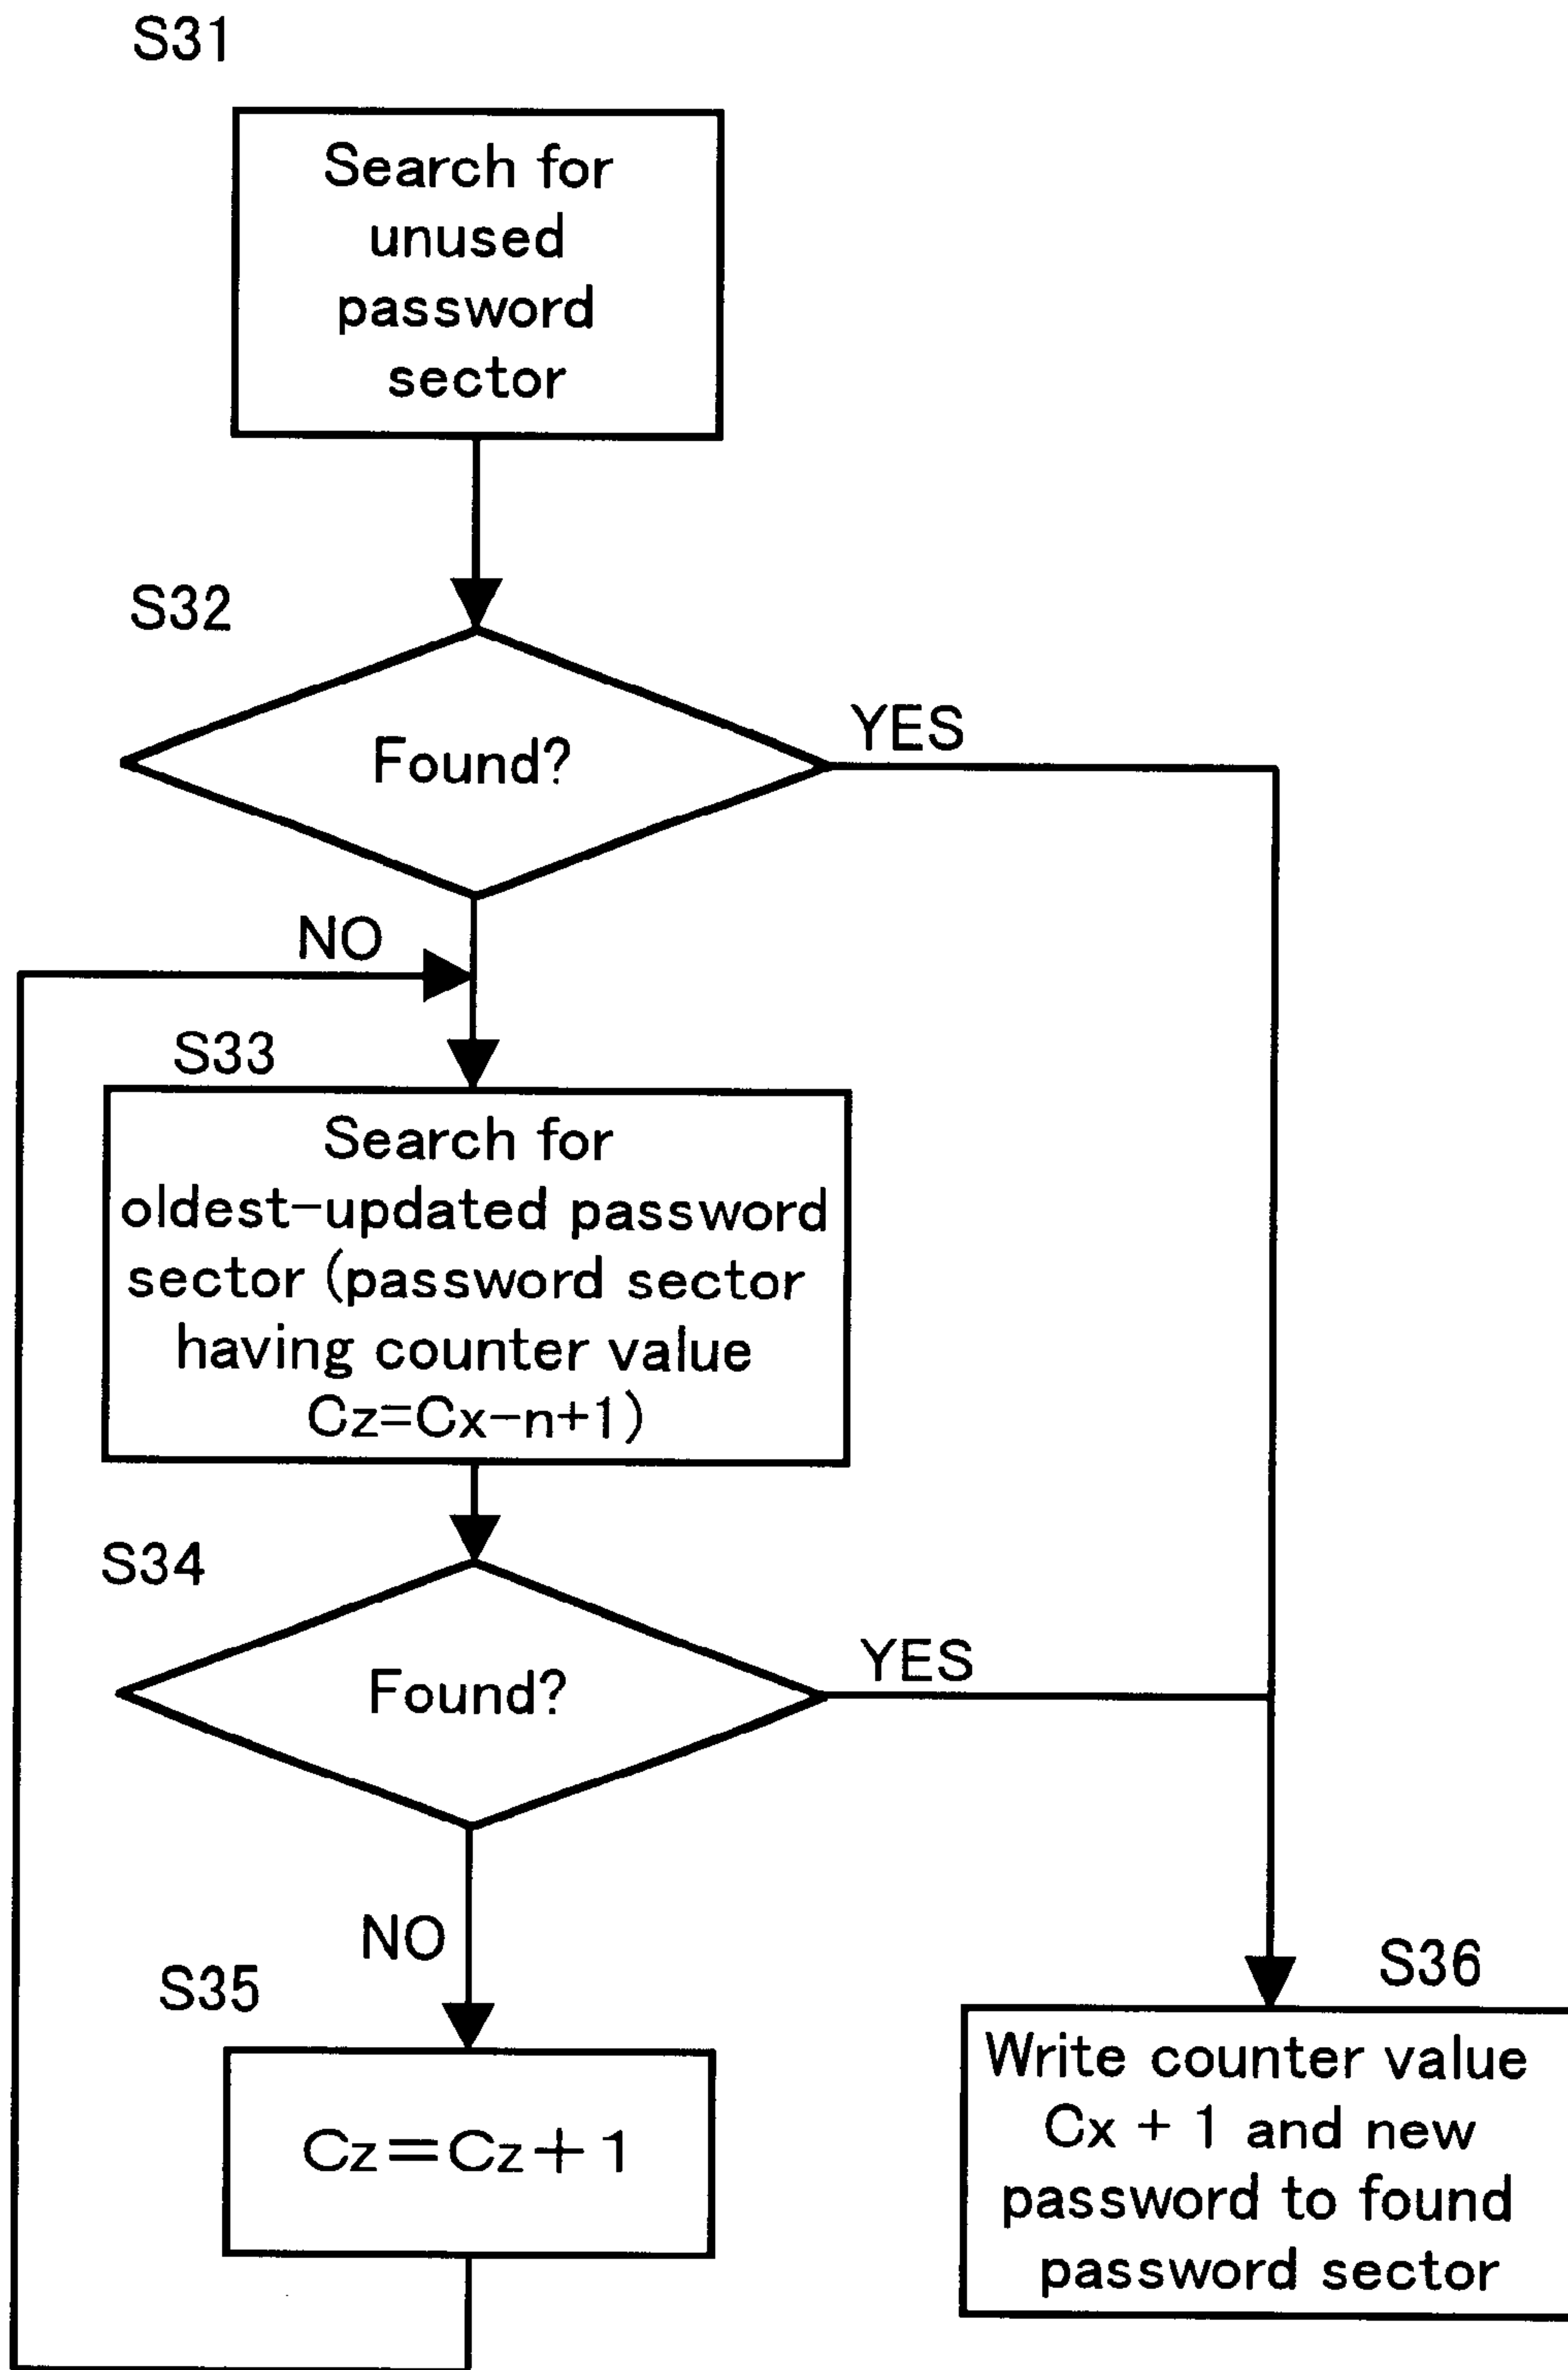 S31
Search for
unused
password
sector
S32
Found?
YES
NO
S33
Search for
oldest-updated password
sector (password sector
having counter value
Cz=Cx-n+1)
S34
Found?
YES
NO
S35
Cz=Cz+1
S36
Write counter value
Cx + 1 and new
password to found
password sector